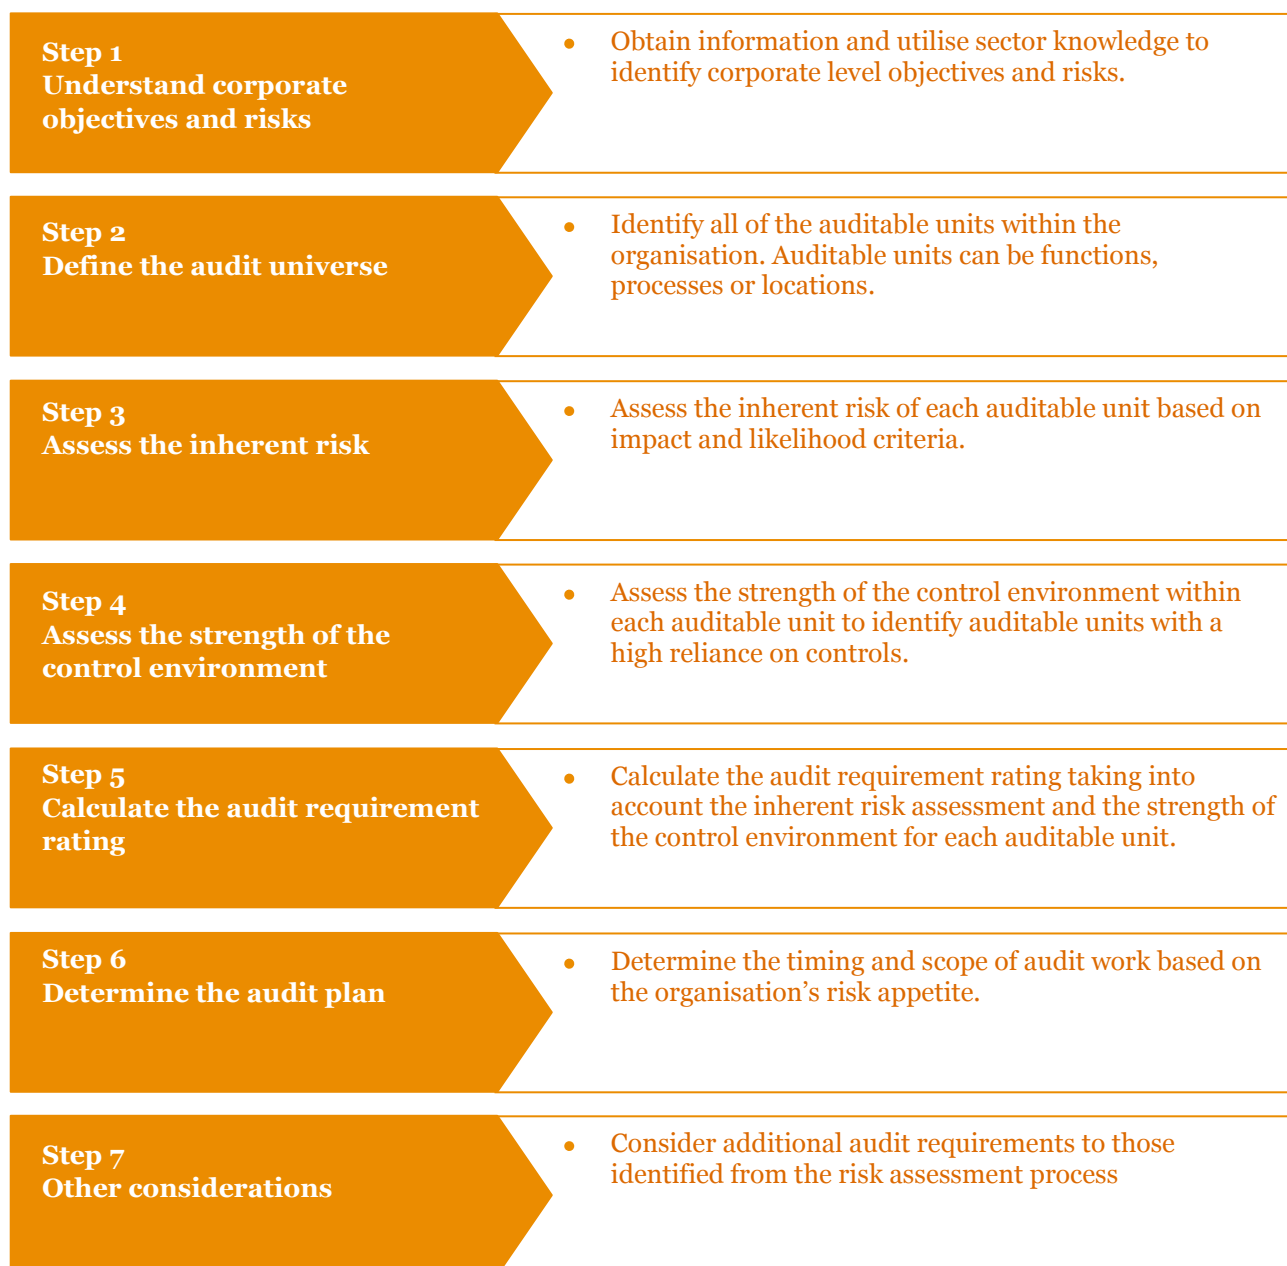 Step 1
Understand corporate
objectives and risks
● Obtain information and utilise sector knowledge to
identify corporate level objectives and risks.
Step 2
Define the audit universe
● Identify all of the auditable units within the
organisation. Auditable units can be functions,
processes or locations.
Step 3
Assess the inherent risk
● Assess the inherent risk of each auditable unit based on
impact and likelihood criteria.
Step 4
Assess the strength of the
control environment
● Assess the strength of the control environment within
each auditable unit to identify auditable units with a
high reliance on controls.
Step 5
Calculate the audit requirement
rating
● Calculate the audit requirement rating taking into
account the inherent risk assessment and the strength of
the control environment for each auditable unit.
Step 6
Determine the audit plan
● Determine the timing and scope of audit work based on
the organisation’s risk appetite.
Step 7
Other considerations
● Consider additional audit requirements to those
identified from the risk assessment process